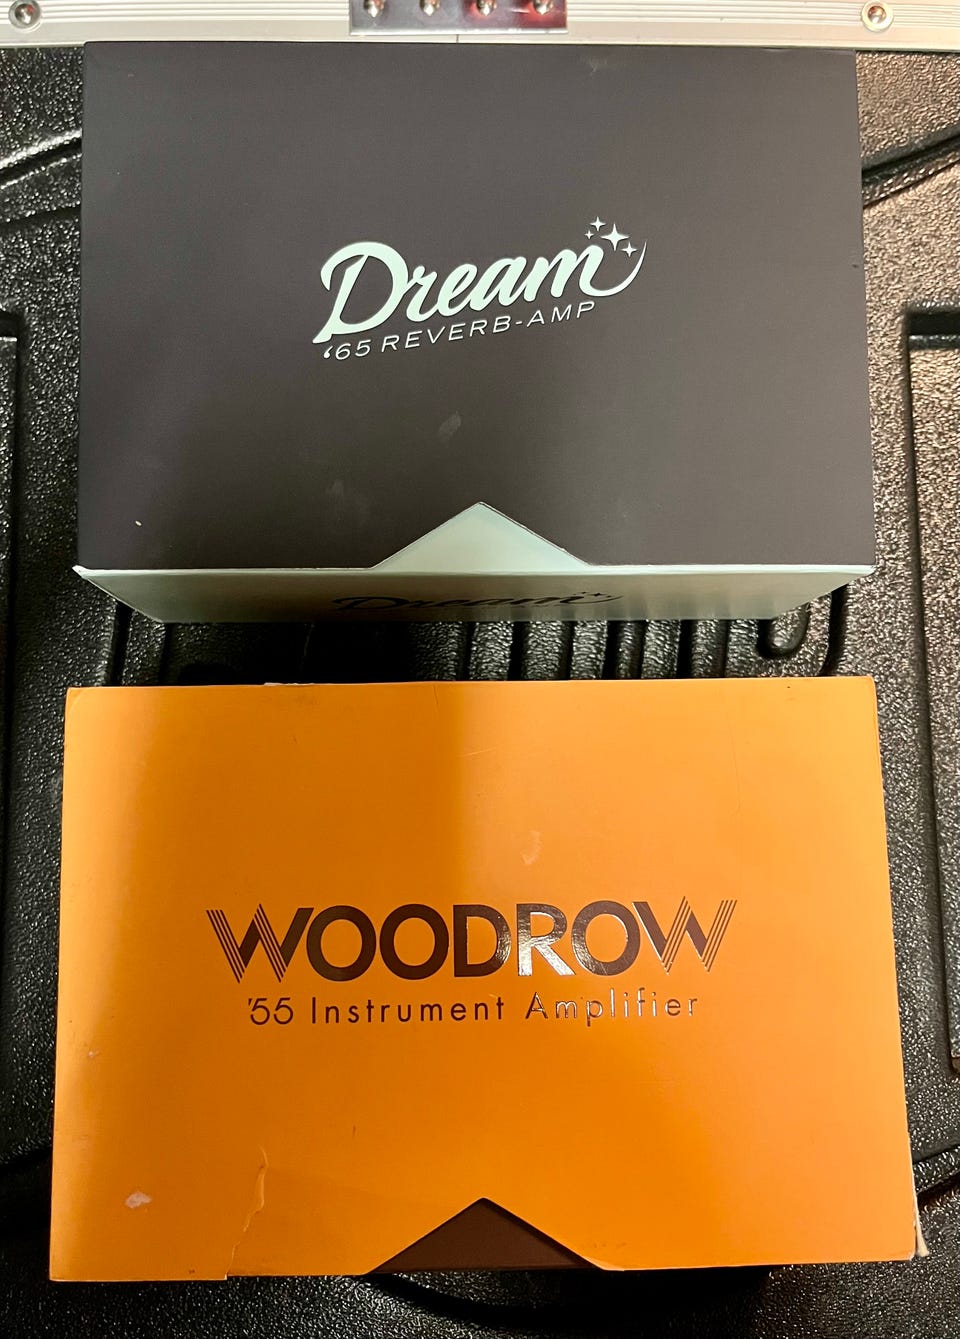 Dream
‘65 REVERB-AMP
Dream
WOODROW
'55 Instrument Amplifier